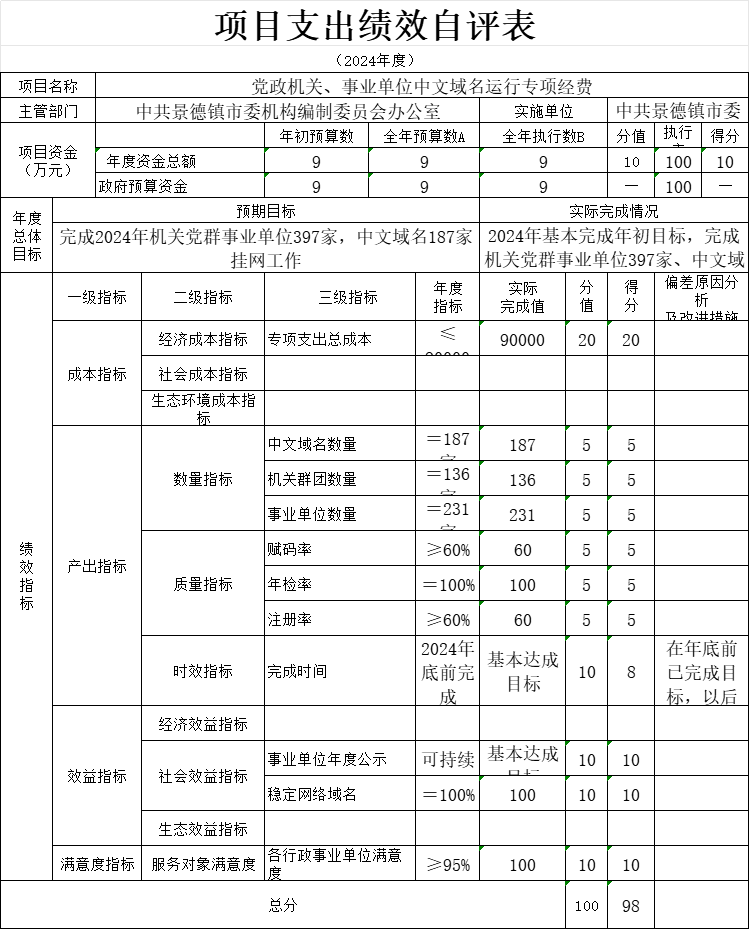 项目支出绩效自评表
（2024年度）
项目名称 党政机关、事业单位中文域名运行专项经费
主管部门 中共景德镇市委机构编制委员会办公室 实施单位 中共景德镇市委
项目资金
（万元）
年初预算数 全年预算数A 全年执行数B 分值 执行 得分
年度资金总额 9 9 9 10 100 10
政府预算资金 9 9 9 — 100 —
年度
总体
目标
预期目标 实际完成情况
完成2024年机关党群事业单位397家，中文域名187家
挂网工作
2024年基本完成年初目标，完成
机关党群事业单位397家、中文域
绩
效
指
标
一级指标 二级指标 三级指标
年度
指标
实际
完成值
分
值
得
分
偏差原因分
析
及改进措施
成本指标
经济成本指标 专项支出总成本 ≤ 90000 20 20
社会成本指标
生态环境成本指
标
产出指标
数量指标
中文域名数量 ＝187 187 5 5
机关群团数量 ＝136 136 5 5
事业单位数量 ＝231 231 5 5
质量指标
赋码率 ≥60% 60 5 5
年检率 ＝100% 100 5 5
注册率 ≥60% 60 5 5
时效指标 完成时间
2024年
底前完
成
基本达成
目标
10 8
在年底前
已完成目
标，以后
效益指标
经济效益指标
社会效益指标
事业单位年度公示 可持续 基本达成 10 10
稳定网络域名 ＝100% 100 10 10
生态效益指标
满意度指标 服务对象满意度
各行政事业单位满意
度
≥95% 100 10 10
总分 100 98